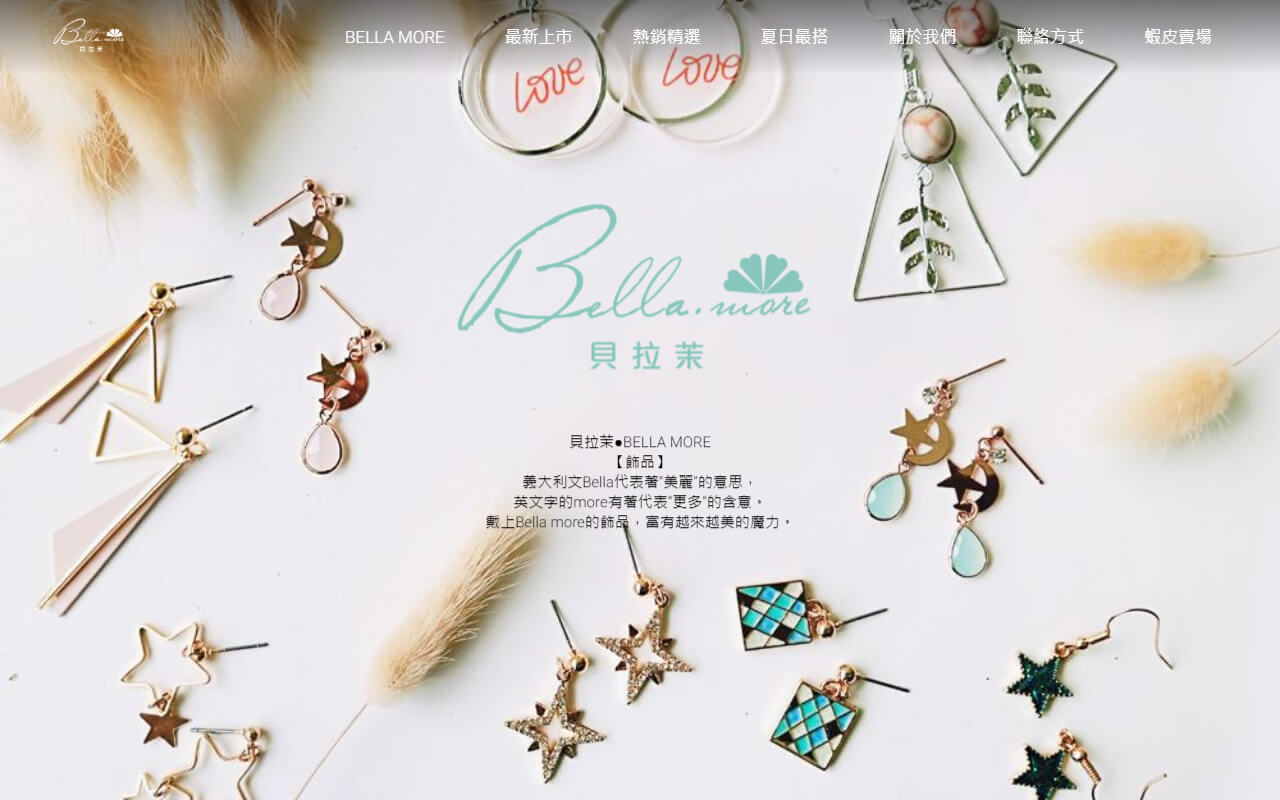 Bella.more
貝拉茉
BELLA MORE
最新上市
熱銷精選
夏日最搭
關於我們
聯絡方式
蝦皮賣場
love
love
Bella.more
貝拉茉
貝拉茉●BELLA MORE
【飾品】
義大利文Bella代表著"美麗"的意思，
英文字的more有著代表"更多"的含意。
戴上Bella more的飾品，富有越來越美的魔力。